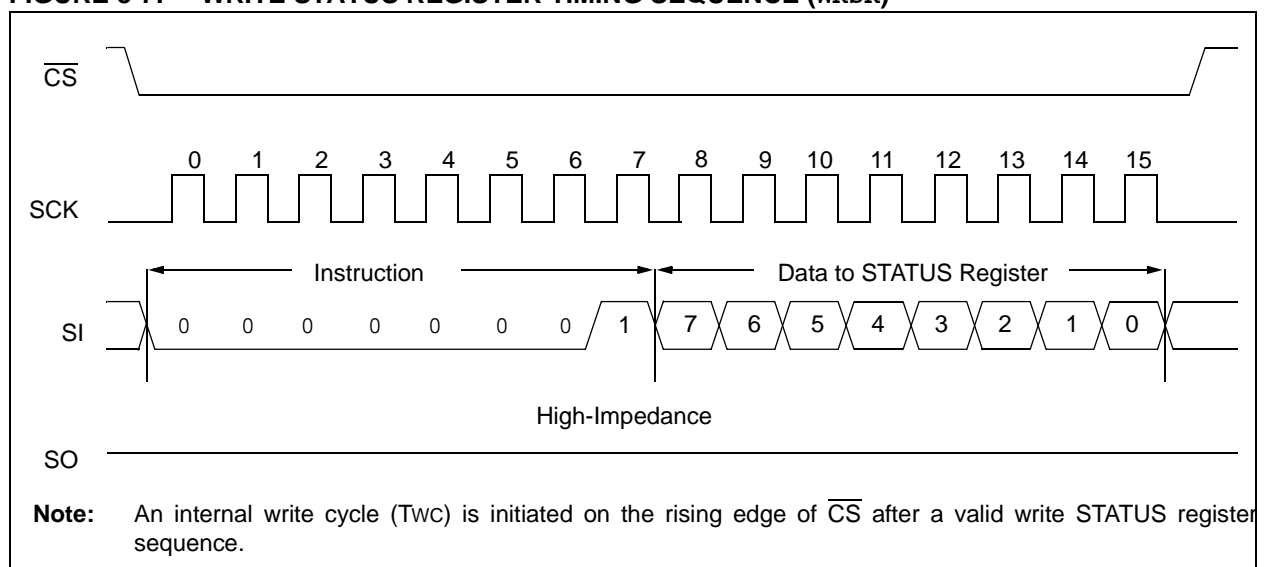 CS
0 1 2 3 4 5 6 7 8 9 10 11 12 13 14 15
SCK
Instruction
Data to STATUS Register
SI 0 0 0 0 0 0 0 1 7 6 5 4 3 2 1 0
High-Impedance
SO
Note: An internal write cycle (TWC) is initiated on the rising edge of CS after a valid write STATUS register
sequence.